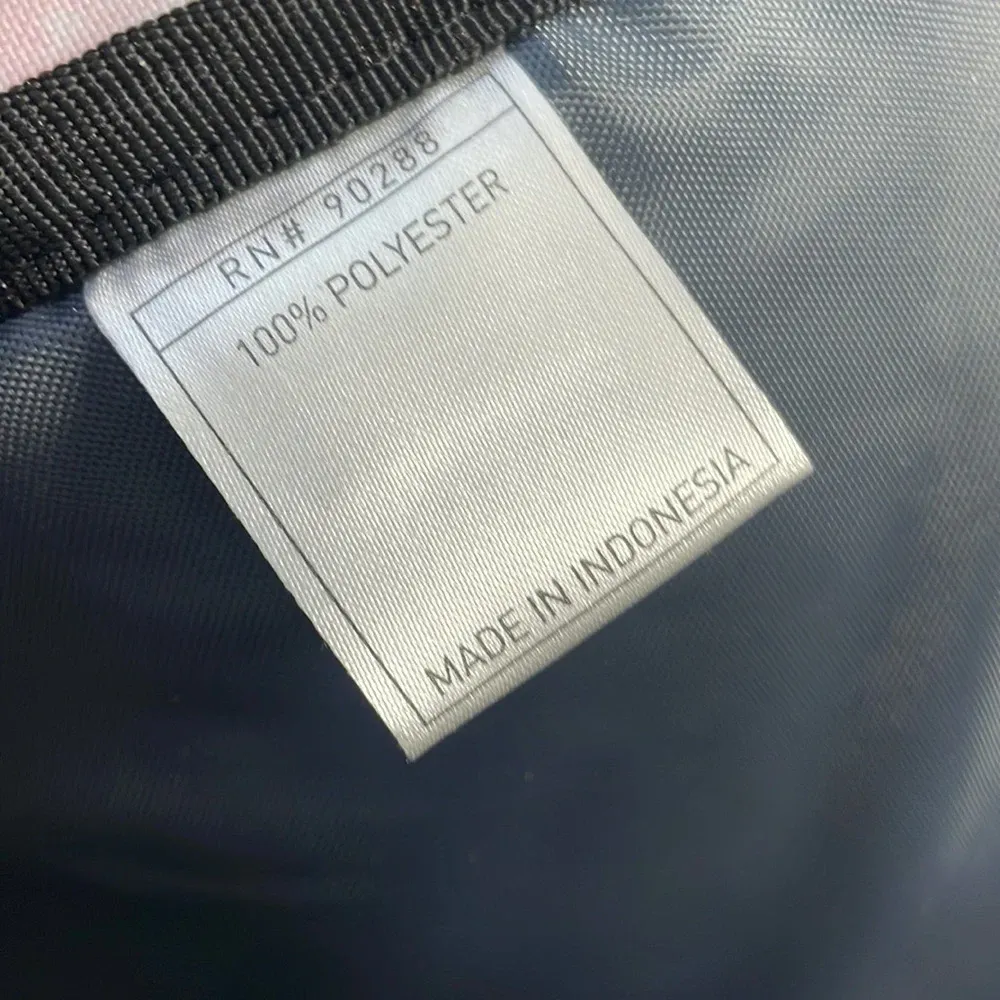 RN# 90288
100% POLYESTER
MADE IN INDONESIA